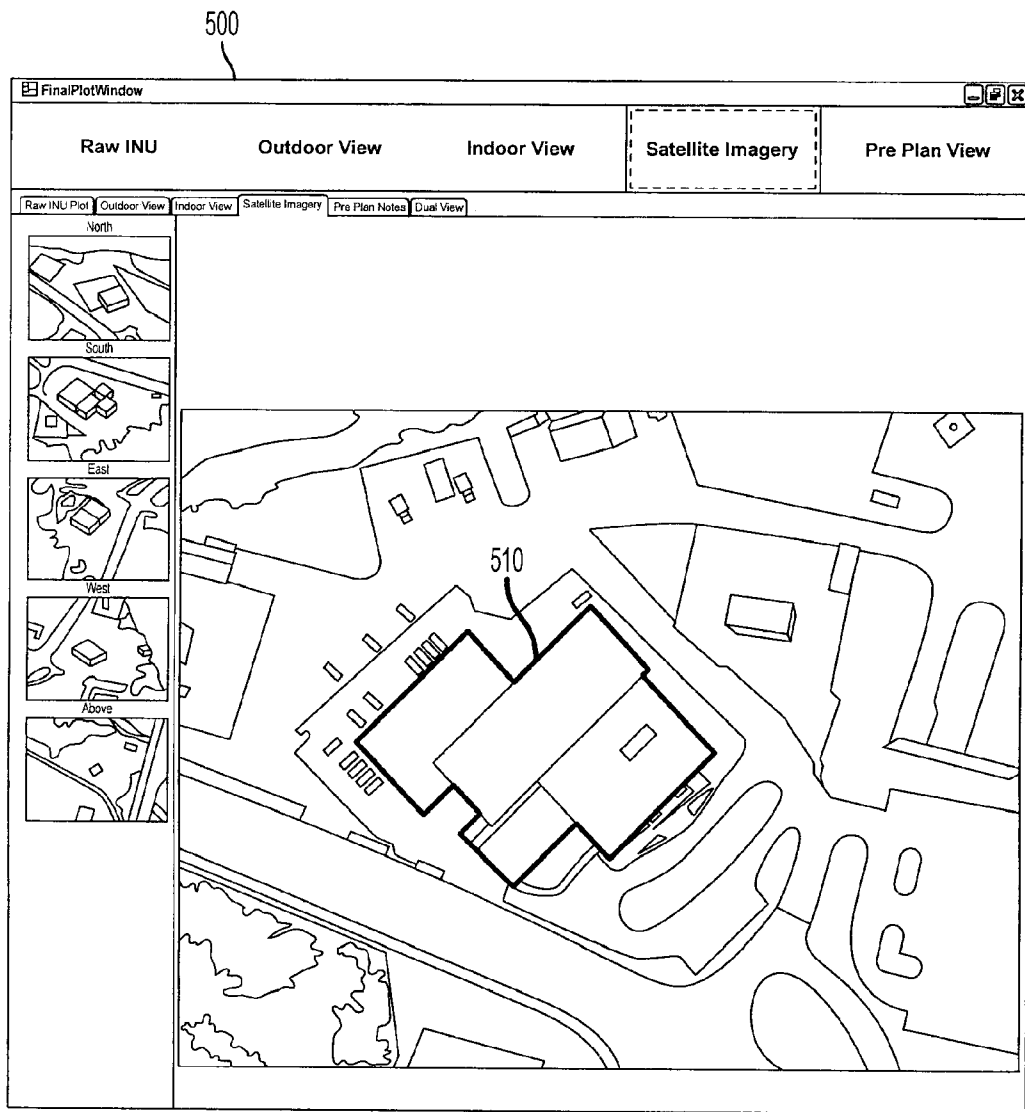 500
FinalPlotWindow
Raw INU Outdoor View Indoor View Satellite Imagery Pre Plan View
Raw INU Plot Outdoor View Indoor View Satellite Imagery Pre Plan Notes Dual View
North
South
East
West
Above
510